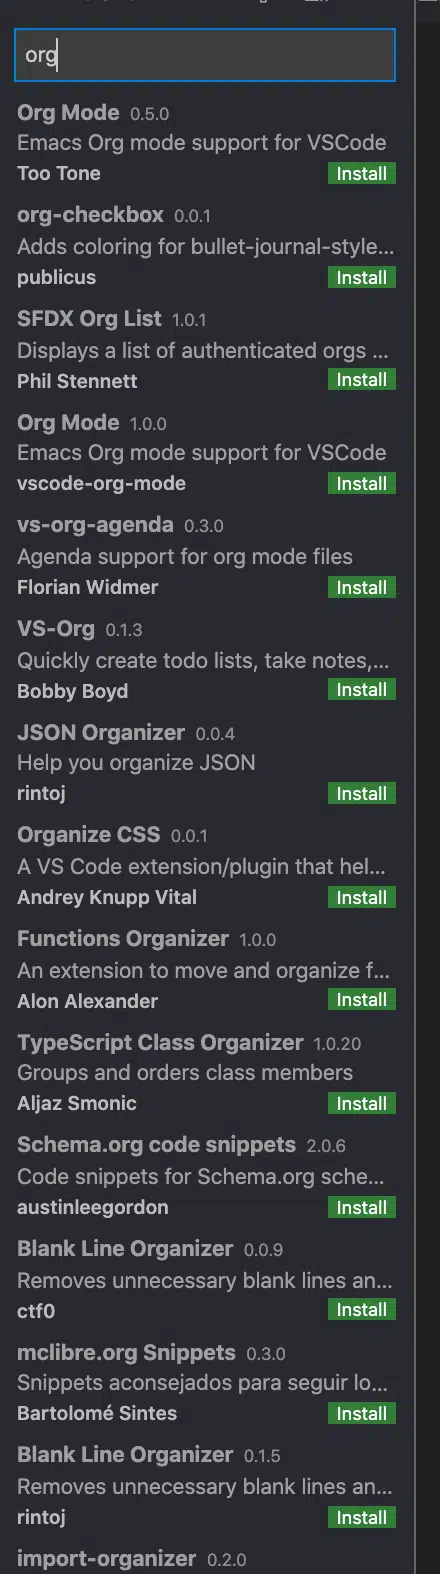 org
Org Mode 0.5.0
Emacs Org mode support for VSCode
Too Tone Install
org-checkbox 0.0.1
Adds coloring for bullet-journal-style...
publicus Install
SFDX Org List 1.0.1
Displays a list of authenticated orgs ...
Phil Stennett Install
Org Mode 1.0.0
Emacs Org mode support for VSCode
vscode-org-mode Install
vs-org-agenda 0.3.0
Agenda support for org mode files
Florian Widmer Install
VS-Org 0.1.3
Quickly create todo lists, take notes,...
Bobby Boyd Install
JSON Organizer 0.0.4
Help you organize JSON
rintoj Install
Organize CSS 0.0.1
A VS Code extension/plugin that hel...
Andrey Knupp Vital Install
Functions Organizer 1.0.0
An extension to move and organize f...
Alon Alexander Install
TypeScript Class Organizer 1.0.20
Groups and orders class members
Aljaz Smonic Install
Schema.org code snippets 2.0.6
Code snippets for Schema.org sche...
austinleegordon Install
Blank Line Organizer 0.0.9
Removes unnecessary blank lines an...
ctf0 Install
mclibre.org Snippets 0.3.0
Snippets aconsejados para seguir lo...
Bartolomé Sintes Install
Blank Line Organizer 0.1.5
Removes unnecessary blank lines an...
rintoj Install
import-organizer 0.2.0